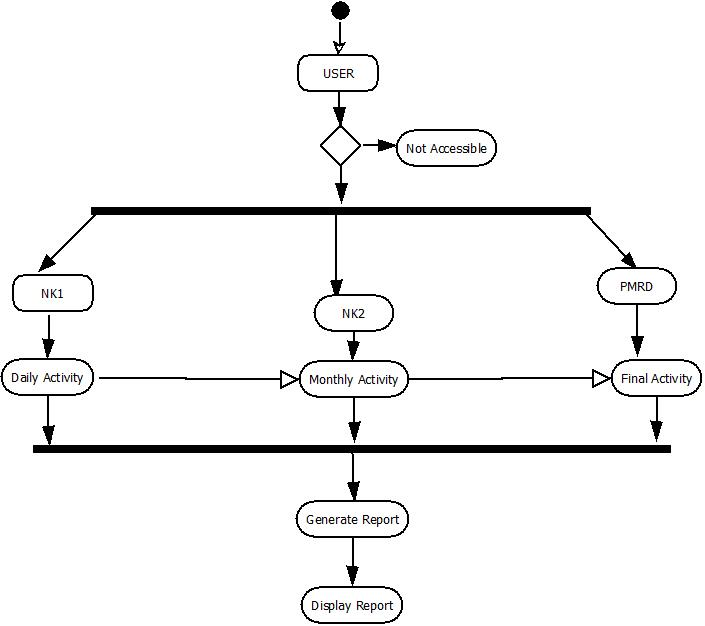 USER
Not Accessible
NK1
NK2
PMRD
Daily Activity
Monthly Activity
Final Activity
Generate Report
Display Report